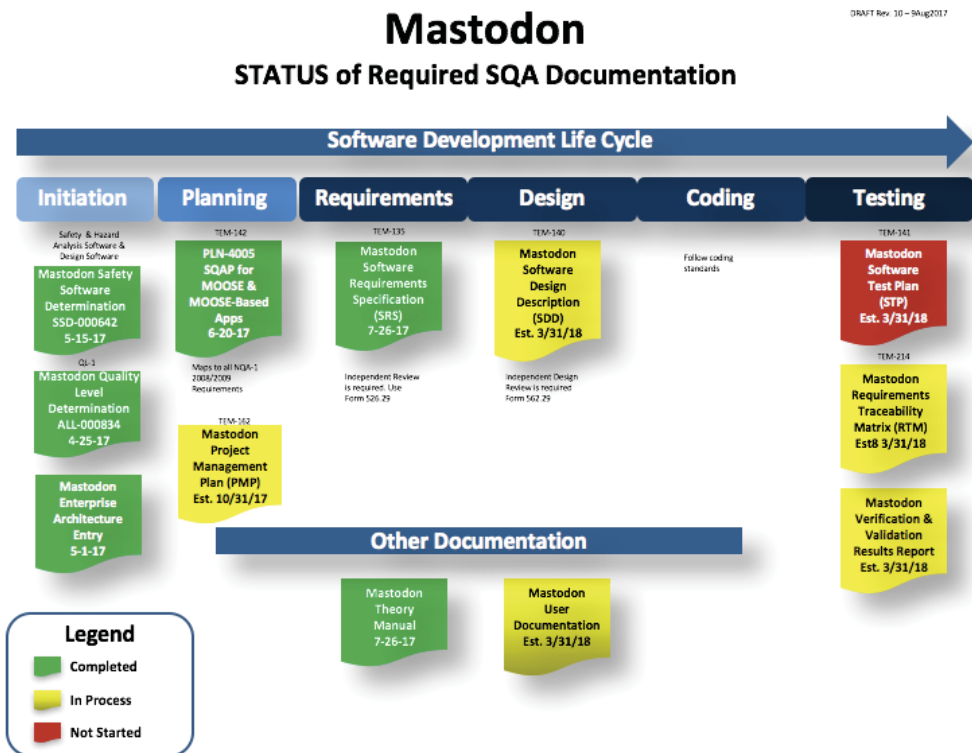 DRAFT Rev. 10 – 9Aug2017
Mastodon
STATUS of Required SQA Documentation
Software Development Life Cycle
Initiation
Planning
Requirements
Design
Coding
Testing
Safety & Hazard
Analysis Software &
Design Software
Mastodon Safety
Software
Determination
SSD-000642
5-15-17
QL-1
Mastodon Quality
Level
Determination
ALL-000834
4-25-17
Mastodon
Enterprise
Architecture
Entry
5-1-17
TEM-142
PLN-4005
SQAP for
MOOSE &
MOOSE-Based
Apps
6-20-17
Maps to all NQA-1
2008/2009
Requirements
TEM-162
Mastodon
Project
Management
Plan (PMP)
Est. 10/31/17
TEM-135
Mastodon
Software
Requirements
Specification
(SRS)
7-26-17
Independent Review
is required. Use
Form 526.29
TEM-140
Mastodon
Software
Design
Description
(SDD)
Est. 3/31/18
Independent Design
Review is required
Form 562.29
Follow coding
standards
TEM-141
Mastodon
Software
Test Plan
(STP)
Est. 3/31/18
TEM-214
Mastodon
Requirements
Traceability
Matrix (RTM)
Est8 3/31/18
Mastodon
Verification &
Validation
Results Report
Est. 3/31/18
Other Documentation
Mastodon
Theory
Manual
7-26-17
Mastodon
User
Documentation
Est. 3/31/18
Legend
Completed
In Process
Not Started